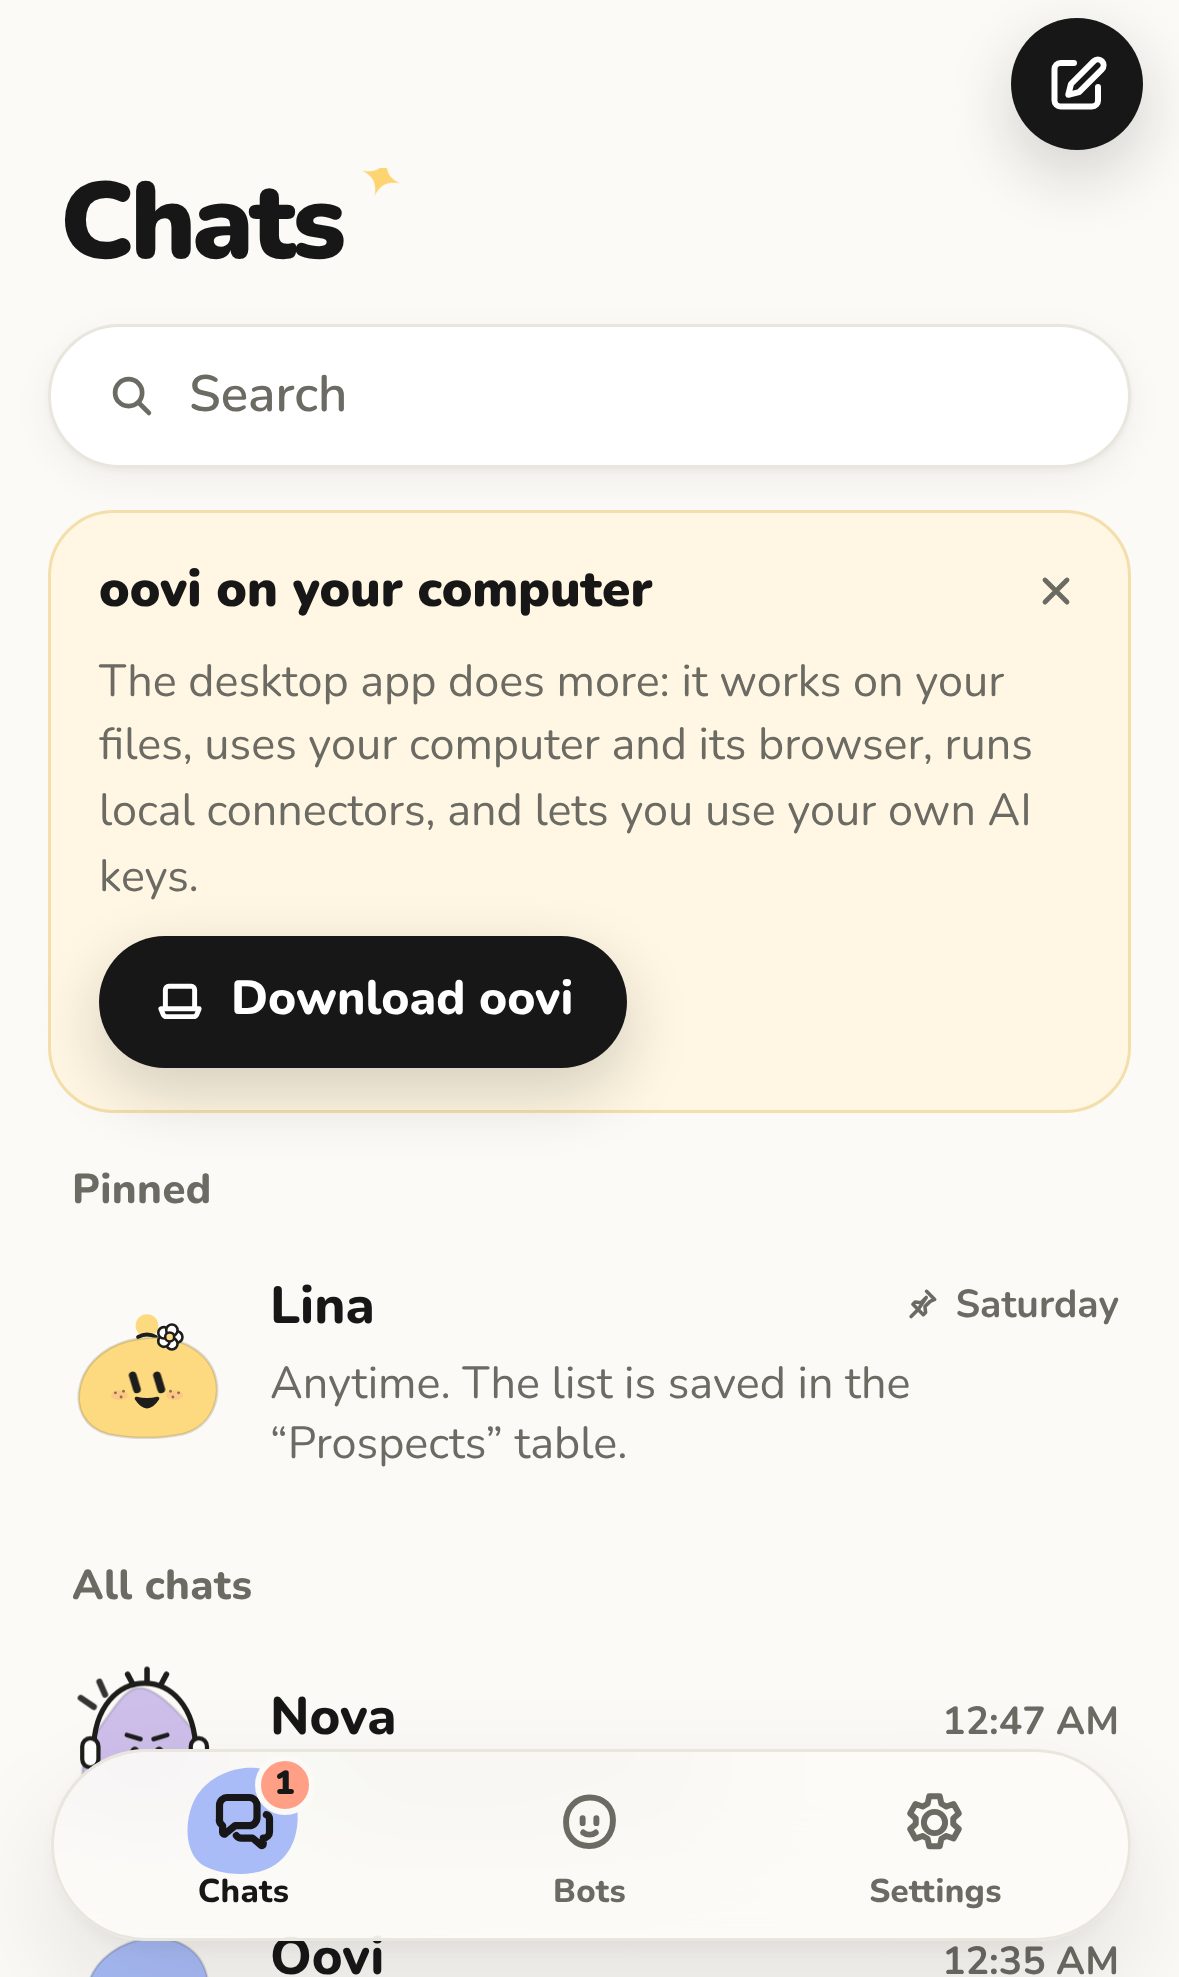 Chats
Search
oovi on your computer
The desktop app does more: it works on your
files, uses your computer and its browser, runs
local connectors, and lets you use your own AI
keys.
Download oovi
Pinned
Lina
Saturday
Anytime. The list is saved in the
“Prospects” table.
All chats
Nova
12:47 AM
1
Chats
Bots
Settings
Oovi
12:35 AM